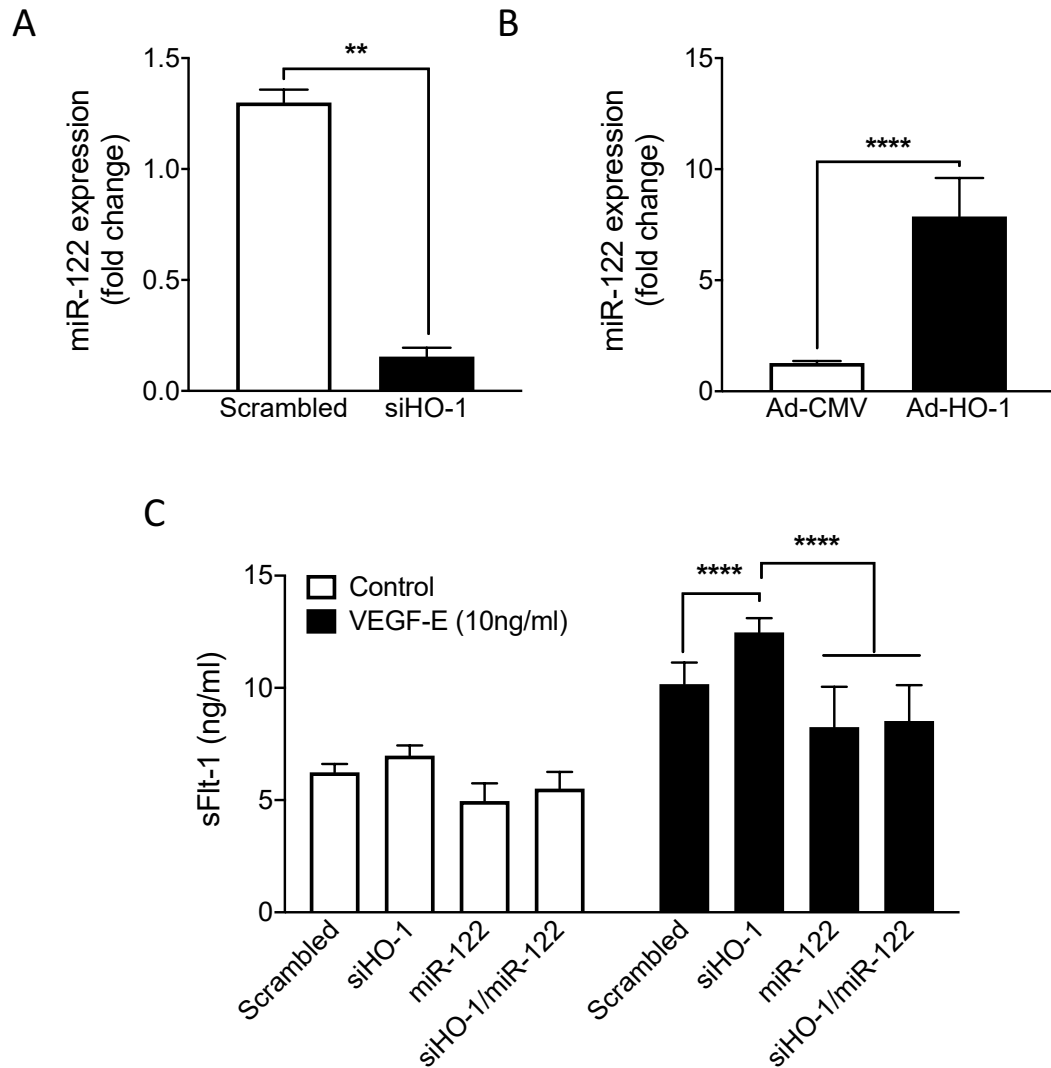 A
miR-122 expression
(fold change)
1.5
1.0
0.5
0.0
**
Scrambled
siHO-1
B
miR-122 expression
(fold change)
15
10
5
0
****
Ad-CMV
Ad-HO-1
C
sFlt-1 (ng/ml)
15
10
5
0
Control
VEGF-E (10ng/ml)
****
****
Scrambled
siHO-1
miR-122
siHO-1/miR-122
Scrambled
siHO-1
miR-122
siHO-1/miR-122